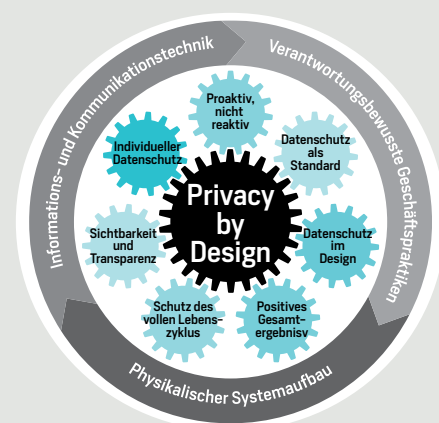 Informations- und Kommunikationstechnik
Verantwortungsbewusste Geschäftspraktiken
Physikalischer Systemaufbau
Privacy
by
Design
Proaktiv,
nicht
reaktiv
Datenschutz
als
Standard
Datenschutz
im
Design
Positives
Gesamt-
ergebnisv
Schutz des
vollen Lebens-
zyklus
Sichtbarkeit
und
Transparenz
Individueller
Datenschutz